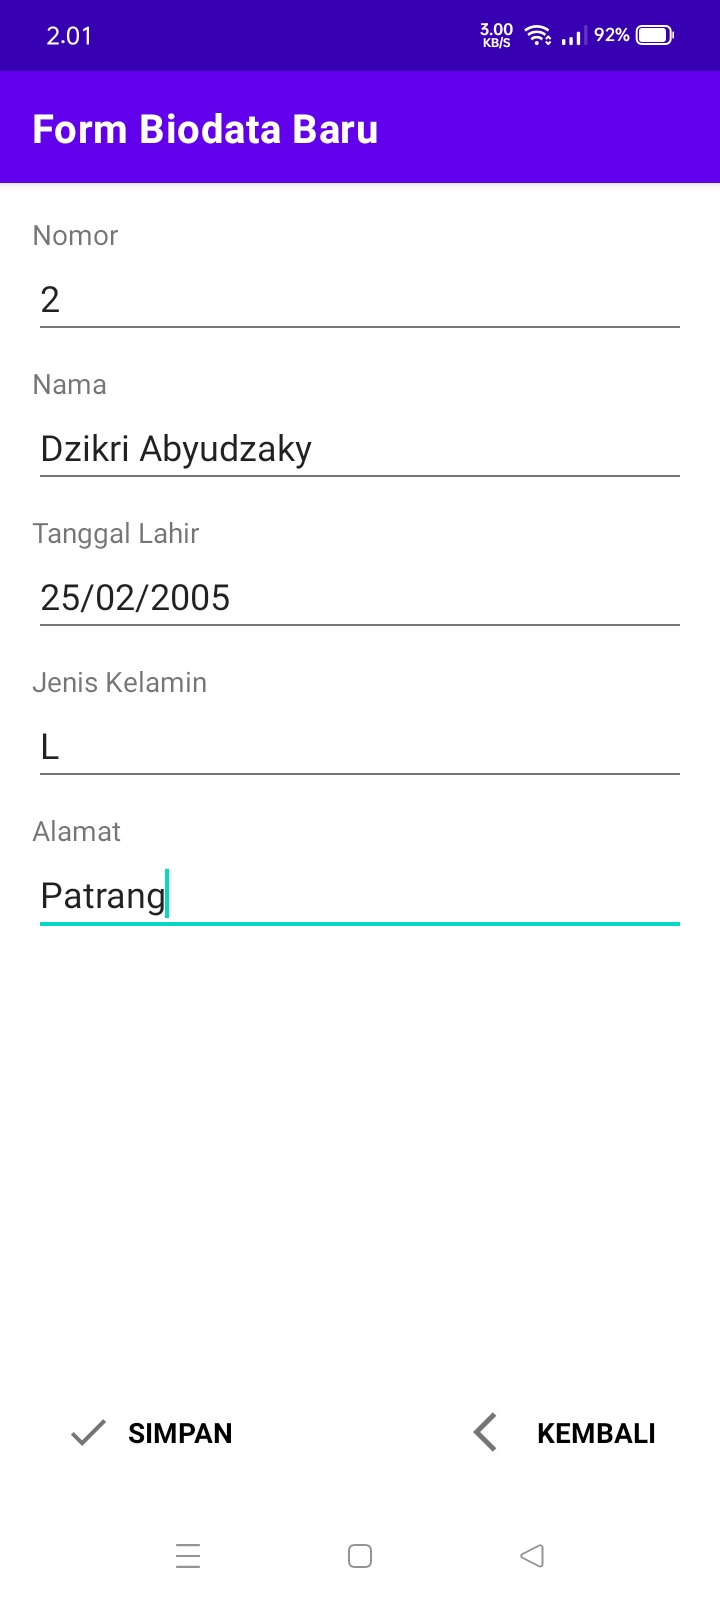 2.01
3.00
KB/S
92%
Form Biodata Baru
Nomor
2
Nama
Dzikri Abyudzaky
Tanggal Lahir
25/02/2005
Jenis Kelamin
L
Alamat
Patrang
SIMPAN
KEMBALI